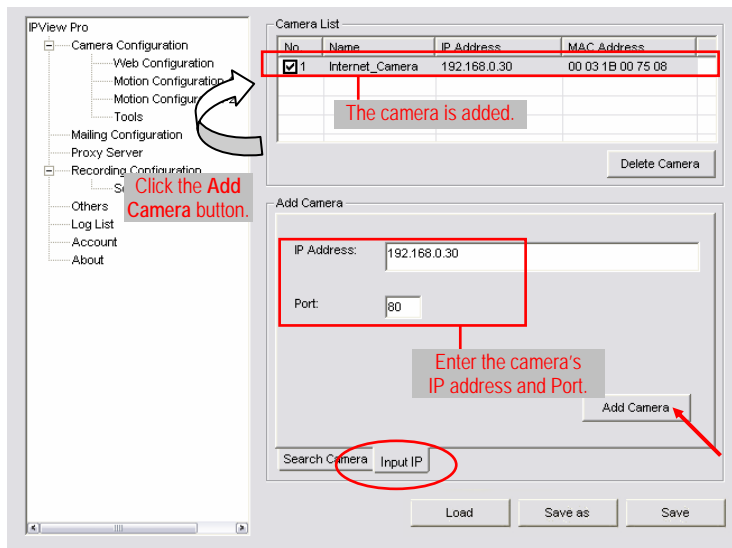 IPView Pro
Camera Configuration
Web Configuration
Motion Configuration
Motion Configur 2
Tools
Mailing Configuration
Proxy Server
Recording Configuration
S
Others
Log List
Account
About
Click the Add
Camera button.
Camera List
No. Name IP Address MAC Address
1 Internet_Camera 192.168.0.30 00 03 1B 00 75 08
The camera is added.
Delete Camera
Add Camera
IP Address: 192.168.0.30
Port: 80
Enter the camera's
IP address and Port.
Add Camera
Search Camera Input IP
Load Save as Save